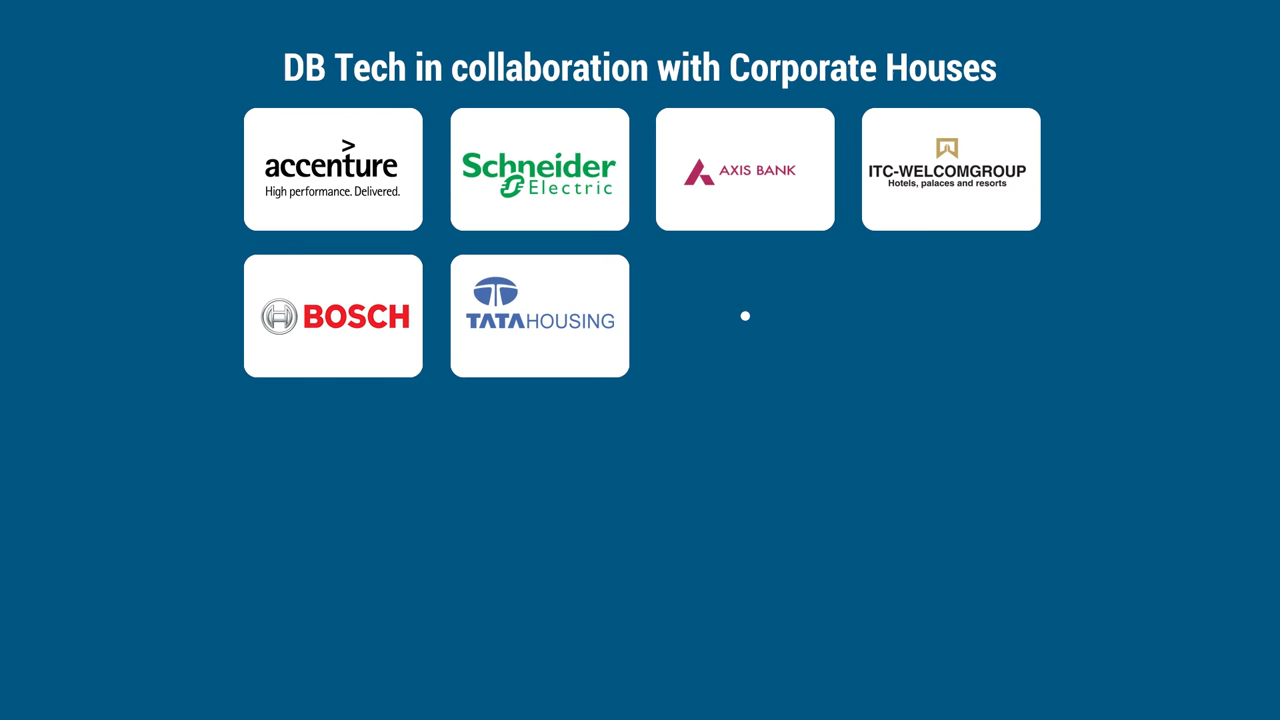 DB Tech in collaboration with Corporate Houses
>
accenture
High performance. Delivered.
Schneider
Electric
AXIS BANK
ITC-WELCOMGROUP
Hotels, palaces and resorts
BOSCH
TATA HOUSING